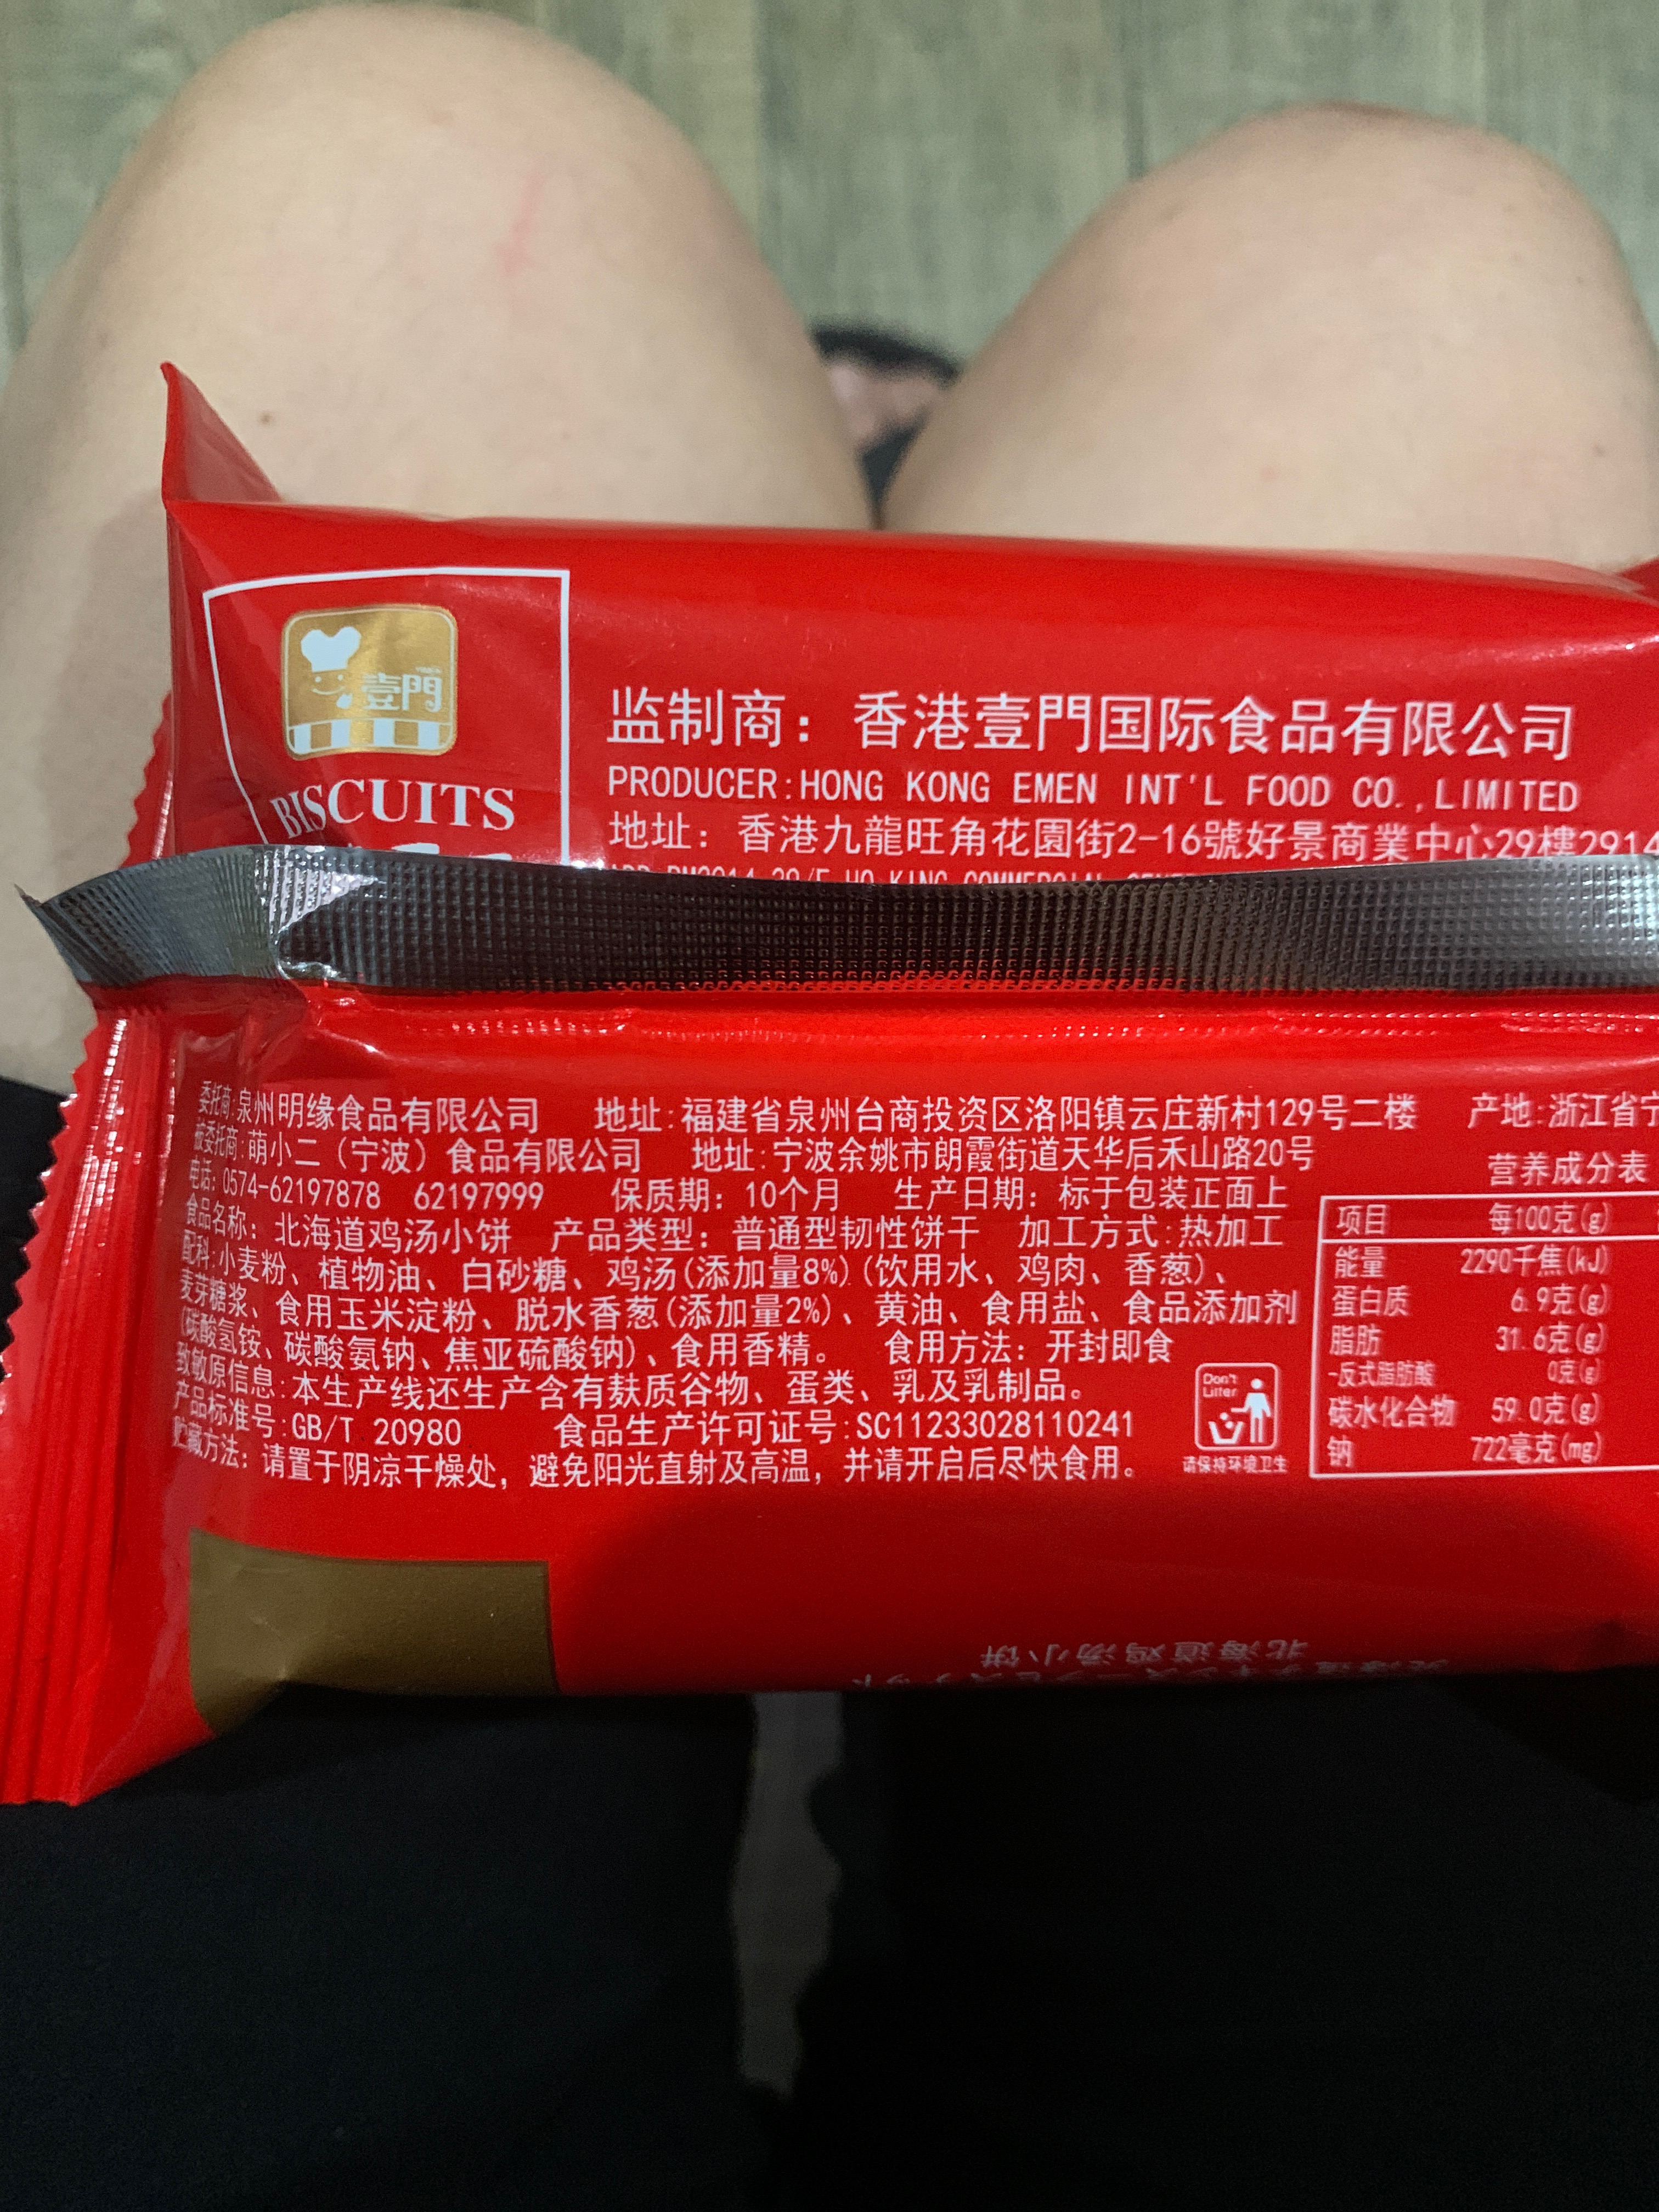 壹門
BISCUITS
监制商：香港壹門国际食品有限公司
PRODUCER:HONG KONG EMEN INT'L FOOD CO.,LIMITED
地址：香港九龍旺角花園街2-16號好景商業中心29樓2914
委托商:泉州明缘食品有限公司 地址:福建省泉州台商投资区洛阳镇云庄新村129号二楼 产地:浙江省宁
被委托商:萌小二（宁波）食品有限公司 地址:宁波余姚市朗霞街道天华后禾山路20号
电话:0574-62197878 62197999 保质期：10个月 生产日期：标于包装正面上
食品名称：北海道鸡汤小饼 产品类型：普通型韧性饼干 加工方式:热加工
配料:小麦粉、植物油、白砂糖、鸡汤(添加量8%)(饮用水、鸡肉、香葱)、
麦芽糖浆、食用玉米淀粉、脱水香葱(添加量2%)、黄油、食用盐、食品添加剂
(碳酸氢铵、碳酸氨钠、焦亚硫酸钠)、食用香精。 食用方法：开封即食
致敏原信息:本生产线还生产含有麸质谷物、蛋类、乳及乳制品。
产品标准号:GB/T 20980 食品生产许可证号:SC11233028110241
贮藏方法：请置于阴凉干燥处，避免阳光直射及高温，并请开启后尽快食用。
Don't
Litter
请保持环境卫生
营养成分表
项目 每100克(g)
能量 2290千焦(kJ)
蛋白质 6.9克(g)
脂肪 31.6克(g)
-反式脂肪酸 0克(g)
碳水化合物 59.0克(g)
钠 722毫克(mg)
北海道鸡汤小饼